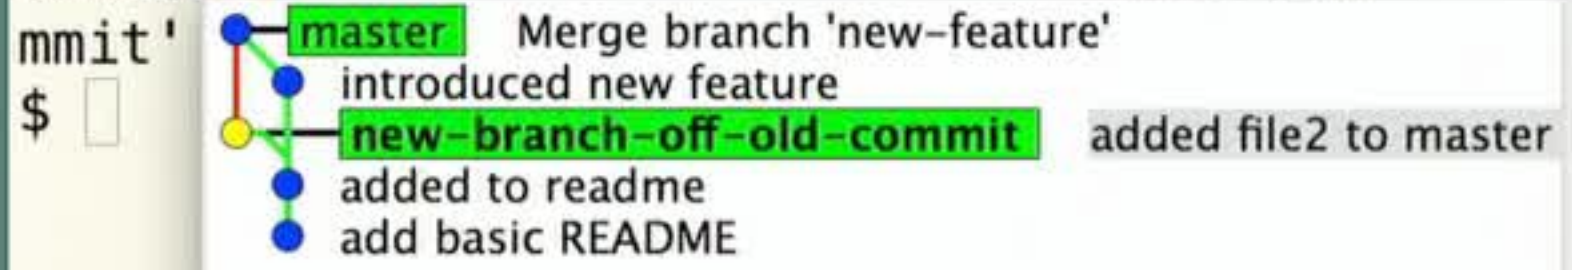 mmit'
$
master Merge branch 'new-feature'
introduced new feature
new-branch-off-old-commit added file2 to master
added to readme
add basic README